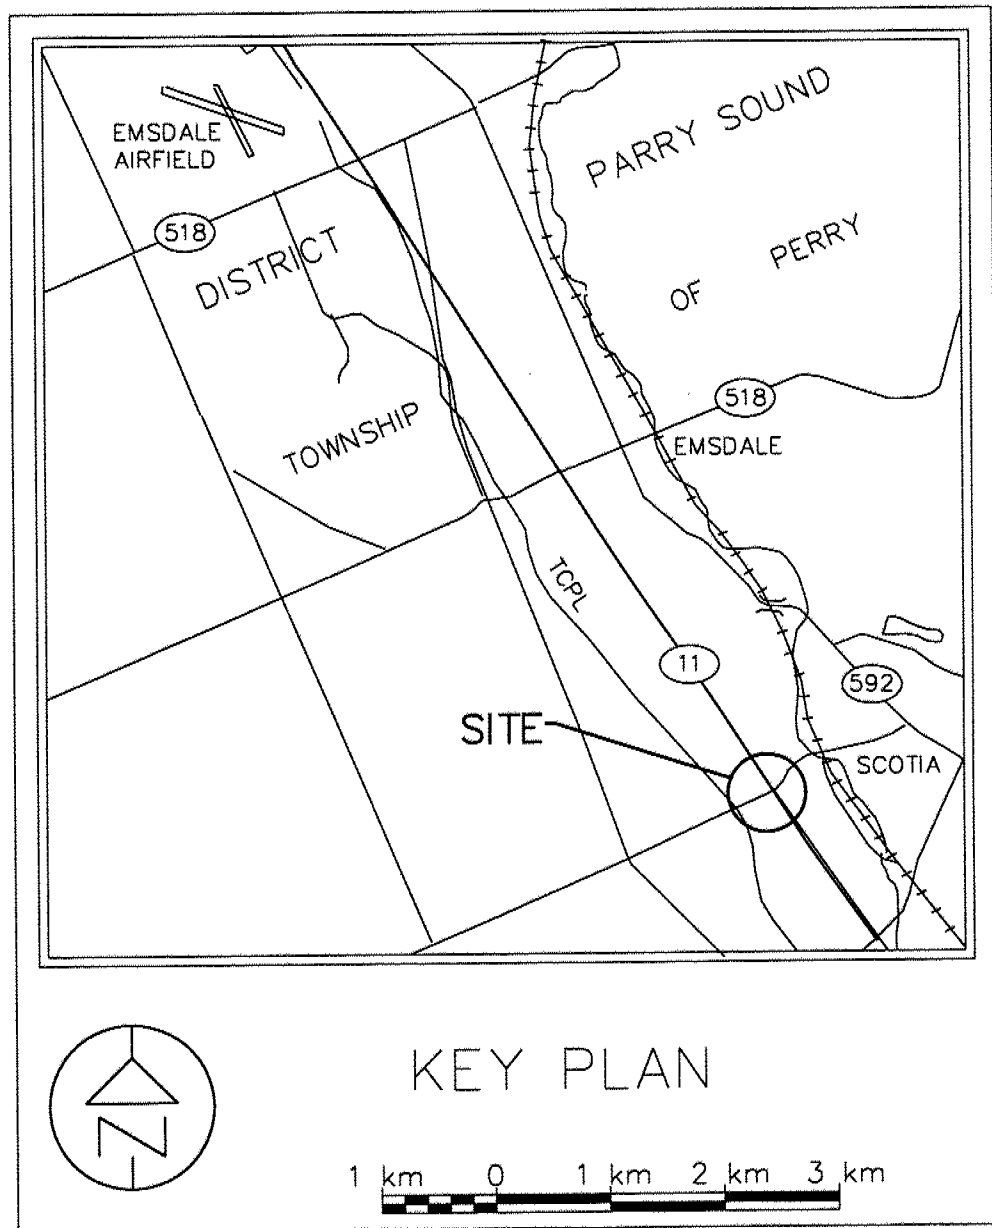 EMSDALE
AIRFIELD
PARRY SOUND
518
DISTRICT
OF PERRY
518
TOWNSHIP
EMSDALE
TCPL
11
592
SITE
SCOTIA
KEY PLAN
N
1 km 0 1 km 2 km 3 km